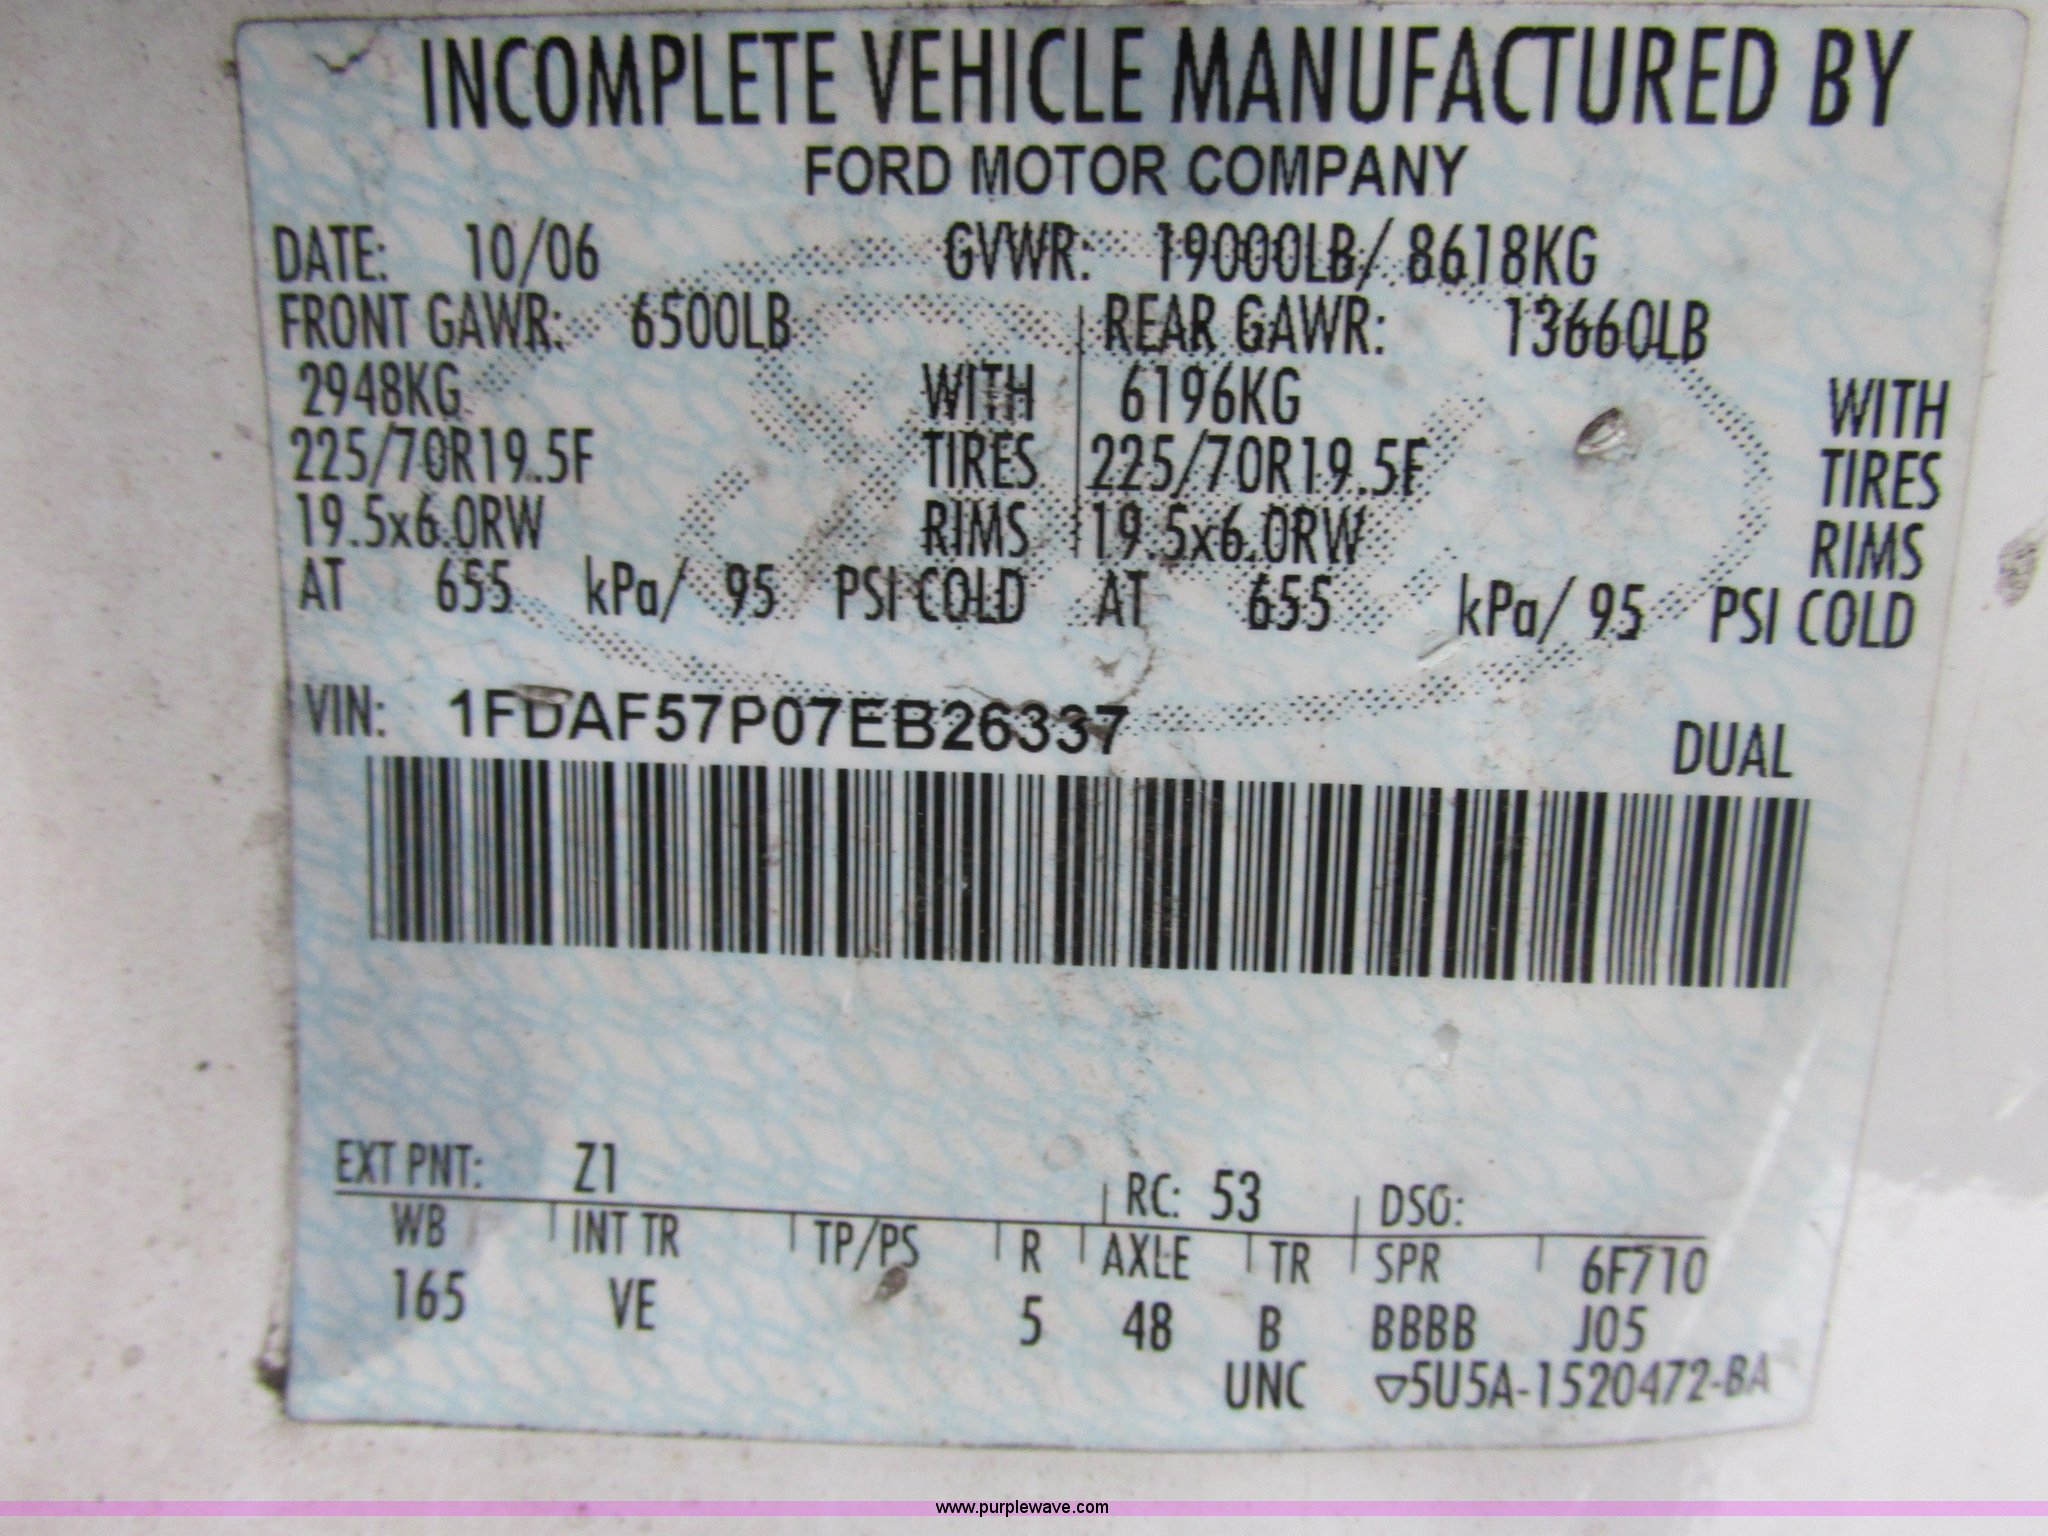 INCOMPLETE VEHICLE MANUFACTURED BY
FORD MOTOR COMPANY
DATE: 10/06 GVWR: 19000LB/ 8618KG
FRONT GAWR: 6500LB REAR GAWR: 13660LB
2948KG WITH 6196KG WITH
225/70R19.5F TIRES 225/70R19.5F TIRES
19.5x6.0RW RIMS 19.5x6.0RW RIMS
AT 655 kPa/ 95 PSI COLD AT 655 kPa/ 95 PSI COLD
VIN: 1FDAF57P07EB26337
DUAL
EXT PNT: Z1 RC: 53 DSO:
WB INT TR TP/PS R AXLE TR SPR 6F710
165 VE 5 48 B BBBB J05
UNC ▽5U5A-1520472-BA
www.purplewave.com